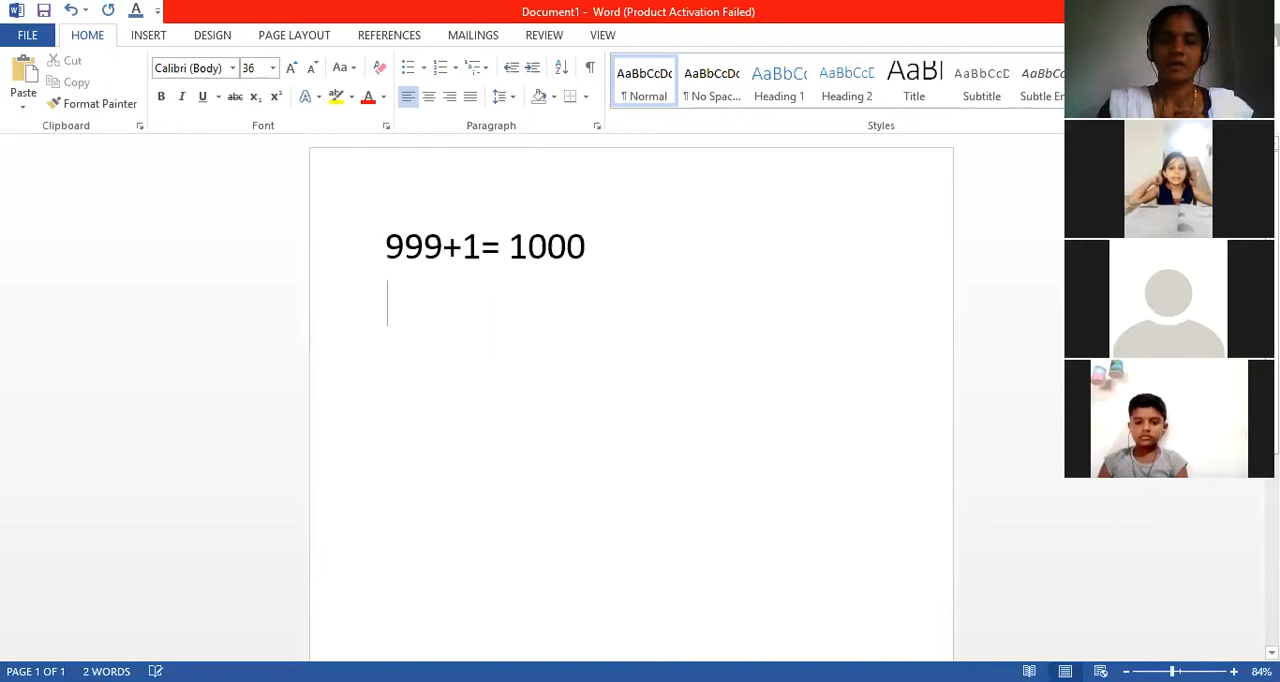 Document1 - Word (Product Activation Failed)
FILE HOME INSERT DESIGN PAGE LAYOUT REFERENCES MAILINGS REVIEW VIEW
Paste
Cut
Copy
Format Painter
Clipboard
Calibri (Body) 36
Font
Paragraph
AaBbCcDc AaBbCcDc AaBbCc AaBbCcD AaBl AaBbCcD AaBbCcD
¶ Normal ¶ No Spac... Heading 1 Heading 2 Title Subtitle Subtle Em
Styles
999+1= 1000
PAGE 1 OF 1 2 WORDS 84%